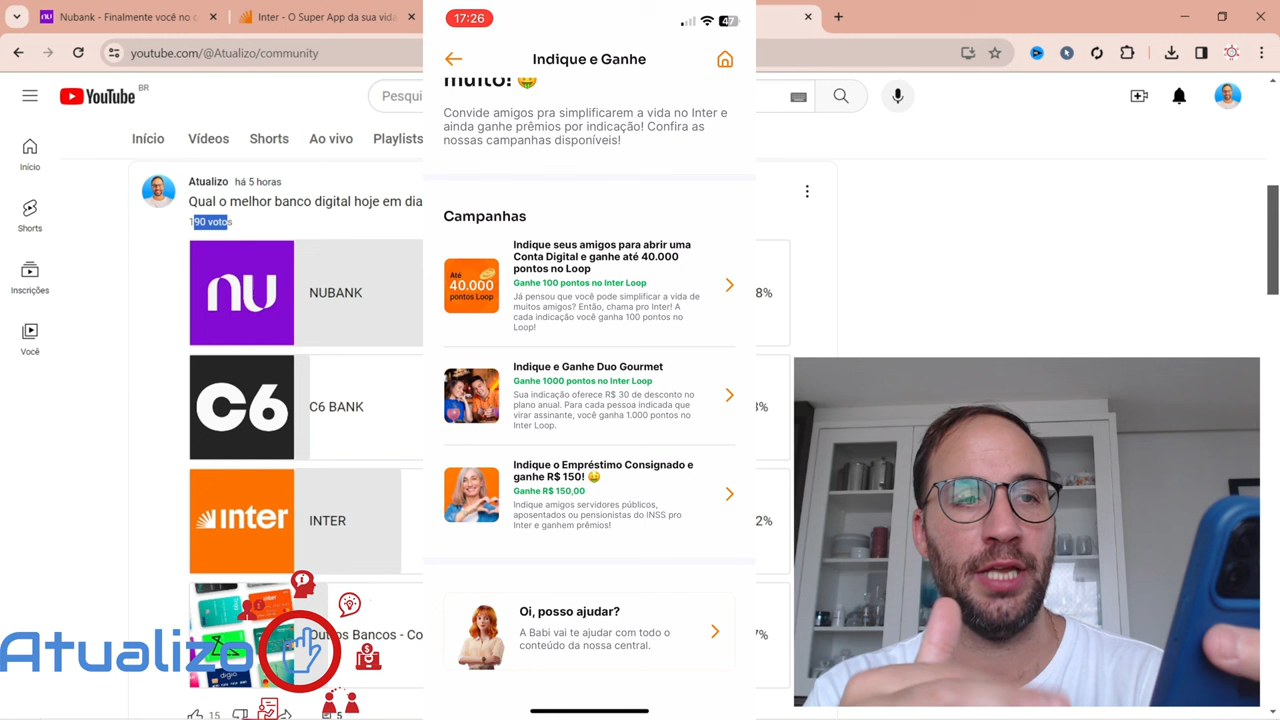 Nubank - Finalmente você no c
Inter - O Super App da sua vida
17:26
47
youtube.com/@Atualizo/community
Indique e Ganhe
muito! 🤑
Convide amigos pra simplificarem a vida no Inter e
ainda ganhe prêmios por indicação! Confira as
nossas campanhas disponíveis!
Campanhas
Até
40.000
pontos Loop
Indique seus amigos para abrir uma
Conta Digital e ganhe até 40.000
pontos no Loop
Ganhe 100 pontos no Inter Loop
Já pensou que você pode simplificar a vida de
muitos amigos? Então, chama pro Inter! A
cada indicação você ganha 100 pontos no
Loop!
Indique e Ganhe Duo Gourmet
Ganhe 1000 pontos no Inter Loop
Sua indicação oferece R$ 30 de desconto no
plano anual. Para cada pessoa indicada que
virar assinante, você ganha 1.000 pontos no
Inter Loop.
Indique o Empréstimo Consignado e
ganhe R$ 150! 🤑
Ganhe R$ 150,00
Indique amigos servidores públicos,
aposentados ou pensionistas do INSS pro
Inter e ganhem prêmios!
Oi, posso ajudar?
A Babi vai te ajudar com todo o
conteúdo da nossa central.
YouTube BR
Pesqui
Início
Vídeos
Shorts
Ao vivo
Playlists
Início
Shorts
Inscrições
Você
Atualizo há 5 horas
Qual o melhor banco digital hoje em dia
190 votos
nu
NUBANK
8%
C6
C6 BANK
3%
inter
INTER
2%
Outros Bancos - Co
7%
digio
Atualizo
15
5